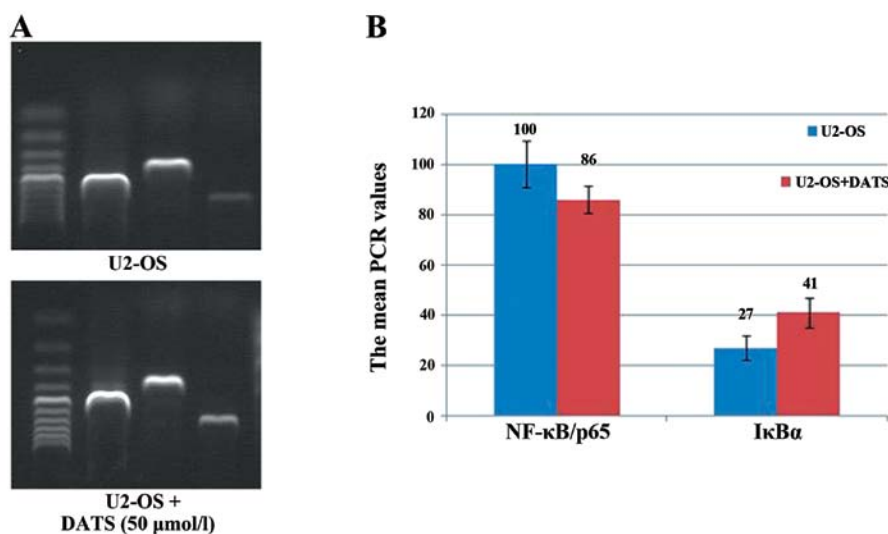 A
U2-OS
U2-OS +
DATS (50 μmol/l)
B
The mean PCR values
120
100
80
60
40
20
0
100
86
27
41
U2-OS
U2-OS+DATS
NF-κB/p65
IκBα